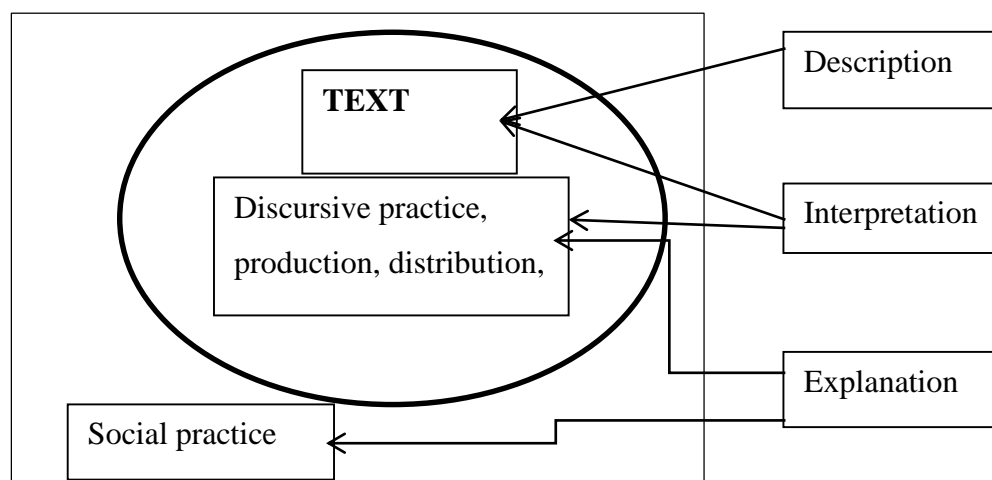 TEXT
Discursive practice,
production, distribution,
Social practice
Description
Interpretation
Explanation